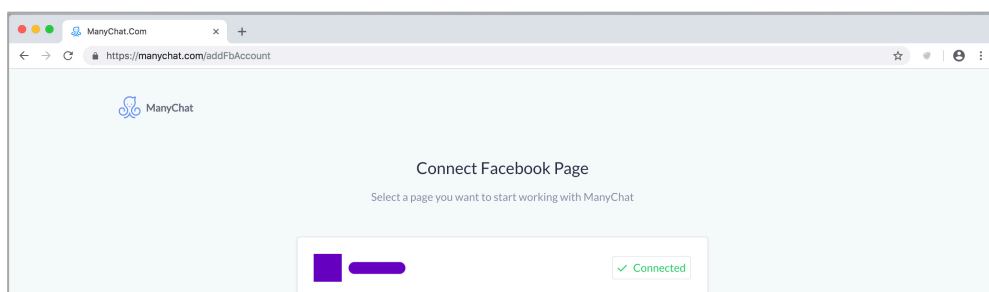 ManyChat.Com
https://manychat.com/addFbAccount
ManyChat
Connect Facebook Page
Select a page you want to start working with ManyChat
Connected